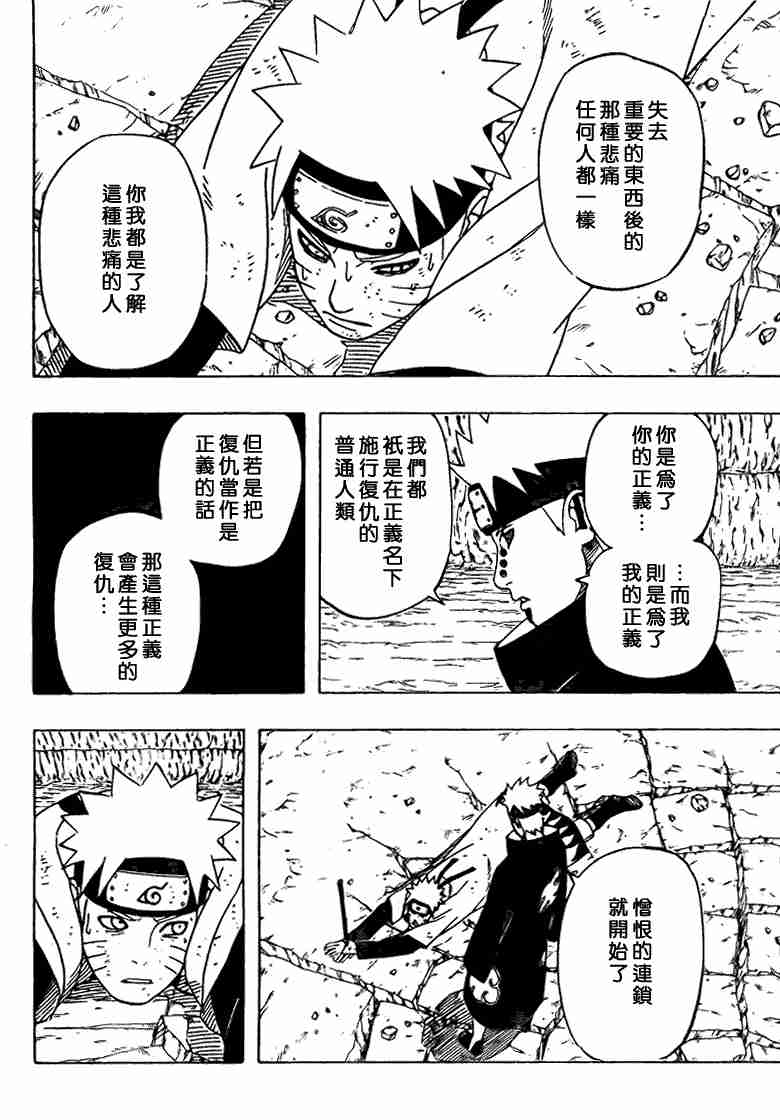 失去
重要的東西後的
那種悲痛
任何人都一樣
你我都是了解
這種悲痛的人
你是爲了
你的正義…
…而我
則是爲了
我的正義
我們都
衹是在正義名下
施行復仇的
普通人類
但若是把
復仇當作是
正義的話
那這種正義
會產生更多的
復仇…
憎恨的連鎖
就開始了